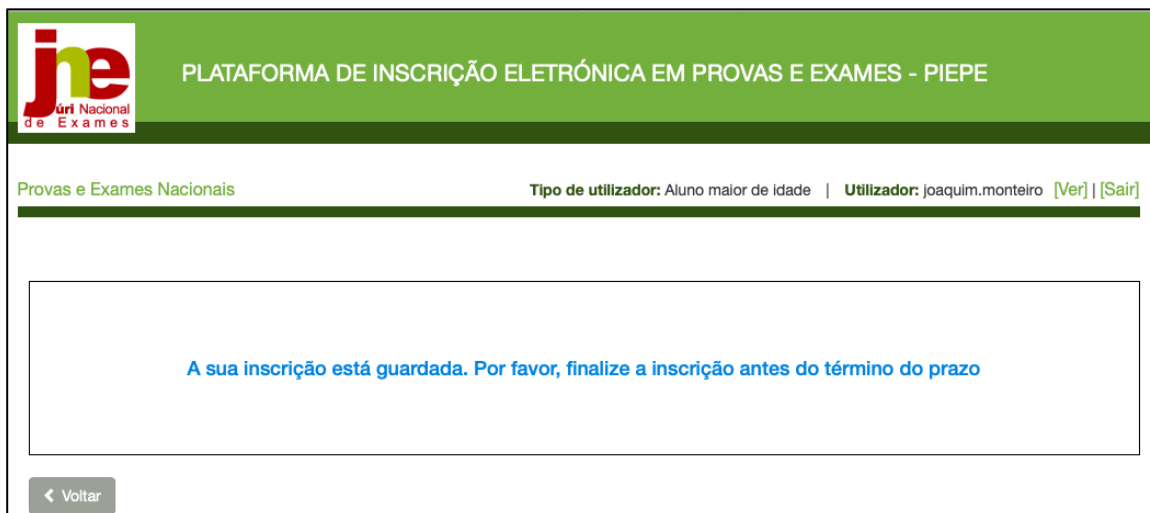 jne
Júri Nacional
de Exames
PLATAFORMA DE INSCRIÇÃO ELETRÓNICA EM PROVAS E EXAMES - PIEPE
Provas e Exames Nacionais
Tipo de utilizador: Aluno maior de idade | Utilizador: joaquim.monteiro [Ver] | [Sair]
A sua inscrição está guardada. Por favor, finalize a inscrição antes do término do prazo
Voltar